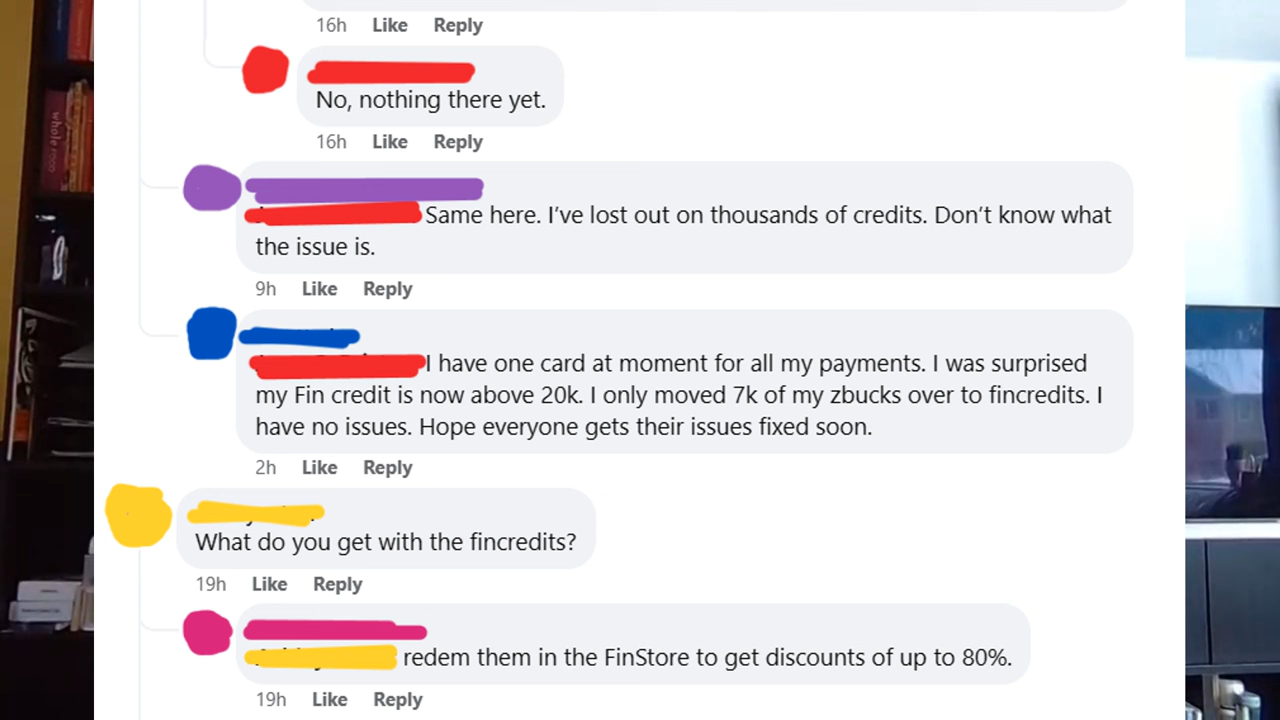 16h Like Reply
No, nothing there yet.
16h Like Reply
Same here. I’ve lost out on thousands of credits. Don’t know what
the issue is.
9h Like Reply
I have one card at moment for all my payments. I was surprised
my Fin credit is now above 20k. I only moved 7k of my zbucks over to fincredits. I
have no issues. Hope everyone gets their issues fixed soon.
2h Like Reply
What do you get with the fincredits?
19h Like Reply
redem them in the FinStore to get discounts of up to 80%.
19h Like Reply
whole FOOD